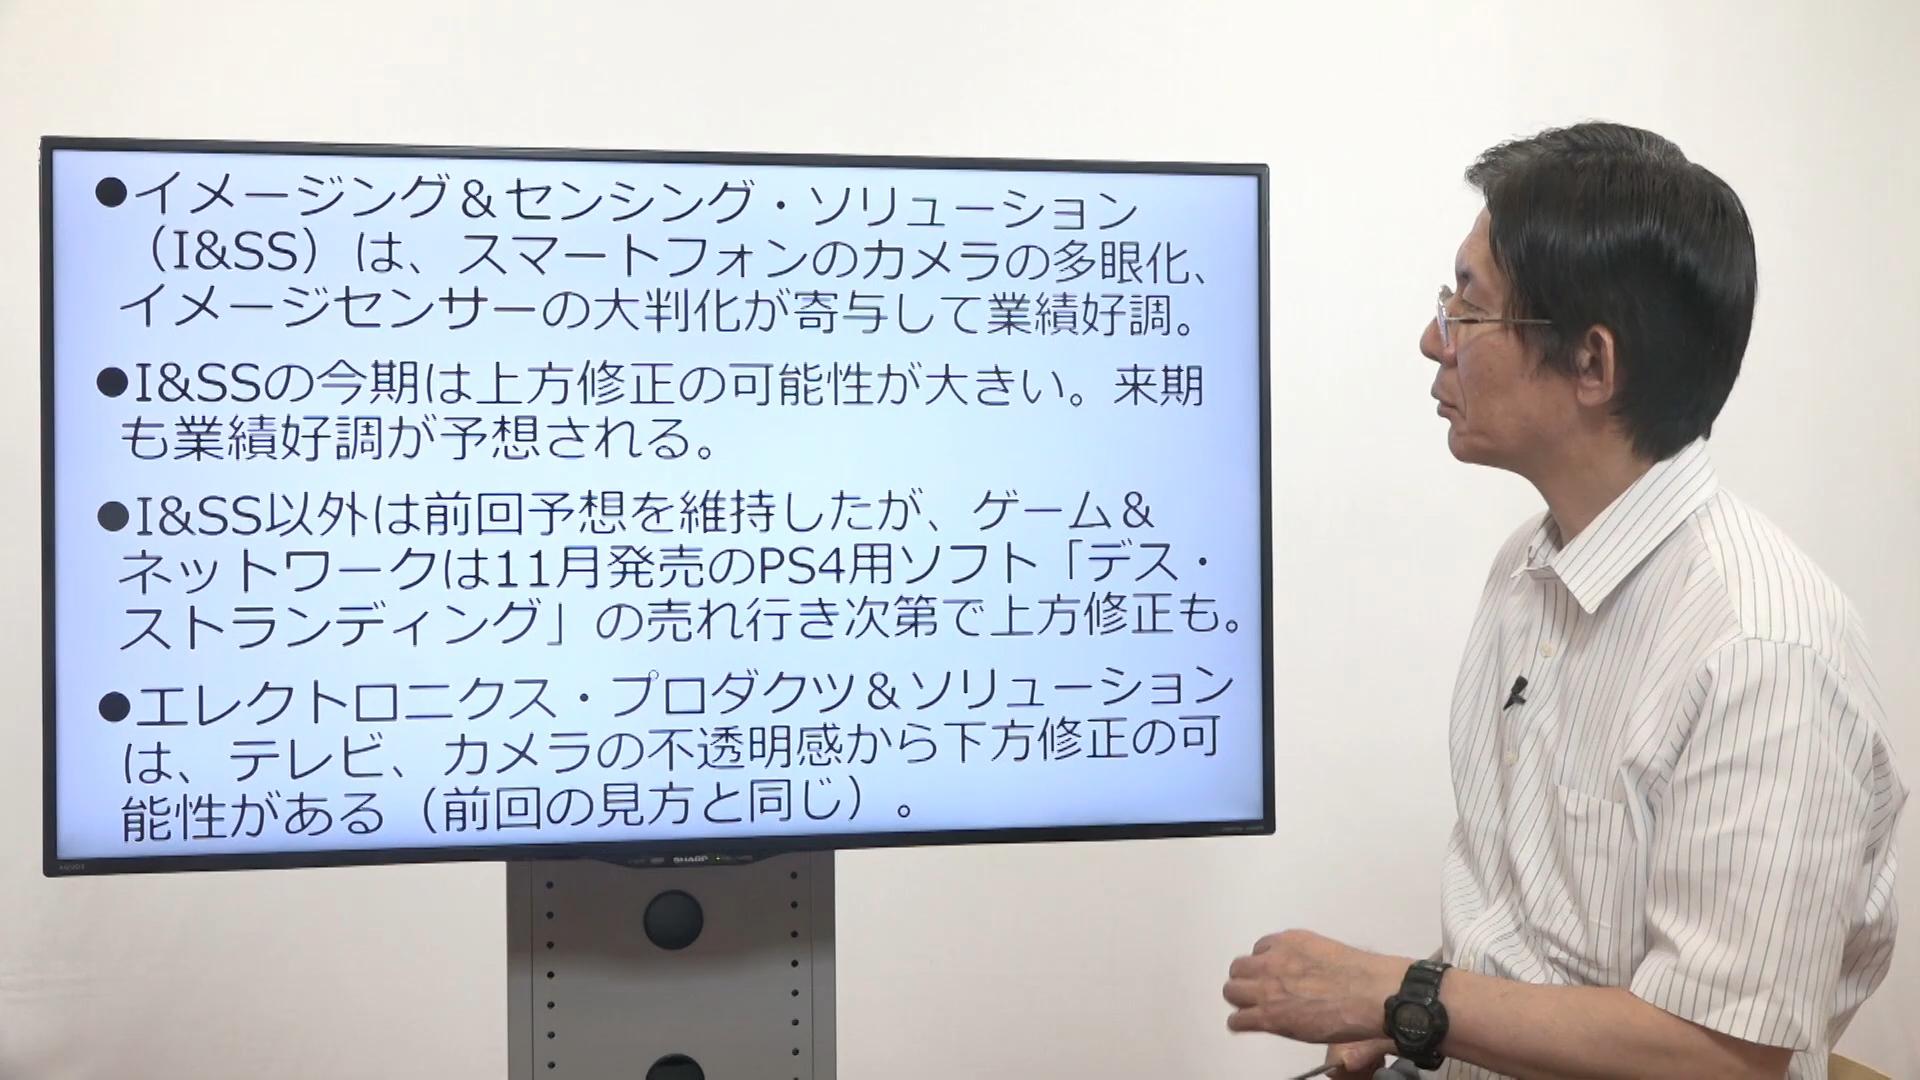 ●イメージング＆センシング・ソリューション
（I&SS）は、スマートフォンのカメラの多眼化、
イメージセンサーの大判化が寄与して業績好調。
●I&SSの今期は上方修正の可能性が大きい。来期
も業績好調が予想される。
●I&SS以外は前回予想を維持したが、ゲーム＆
ネットワークは11月発売のPS4用ソフト「デス・
ストランディング」の売れ行き次第で上方修正も。
●エレクトロニクス・プロダクツ＆ソリューション
は、テレビ、カメラの不透明感から下方修正の可
能性がある（前回の見方と同じ）。
AQUOS
SHARP